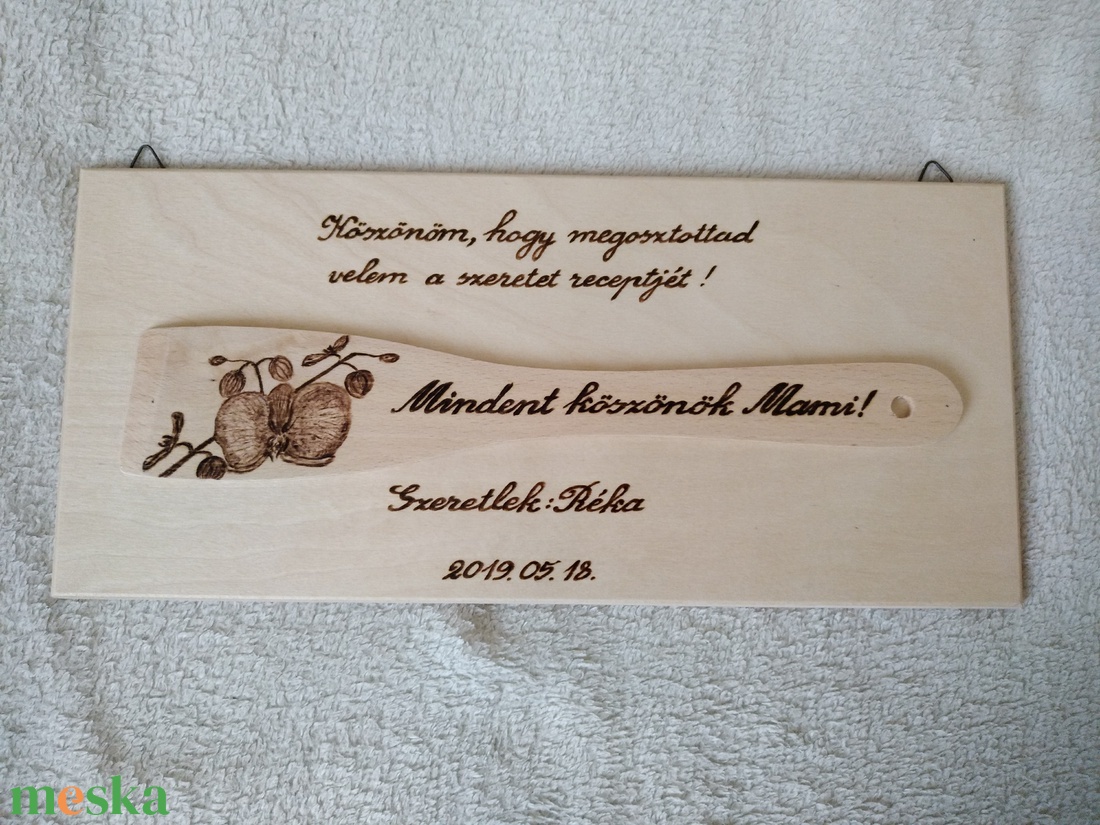 Köszönöm, hogy megosztottad
velem a szeretet receptjét !
Mindent köszönök Mami!
Szeretlek: Réka
2019. 05. 18.
meska